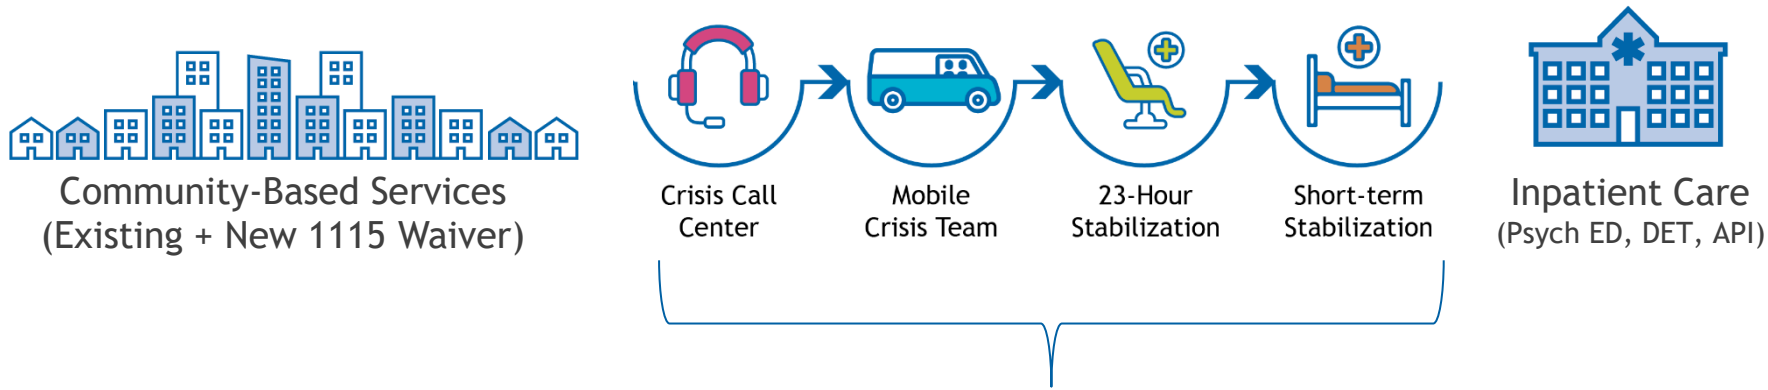 Community-Based Services
(Existing + New 1115 Waiver)
Crisis Call
Center
Mobile
Crisis Team
23-Hour
Stabilization
Short-term
Stabilization
Inpatient Care
(Psych ED, DET, API)